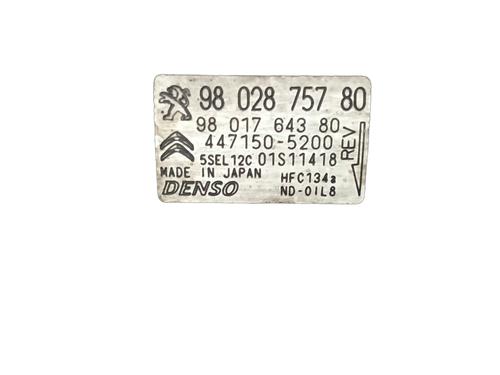 98 028 757 80
98 017 643 80
447150-5200
5SEL12C 01S11418
MADE IN JAPAN HFC134a
DENSO ND-OIL8
REV